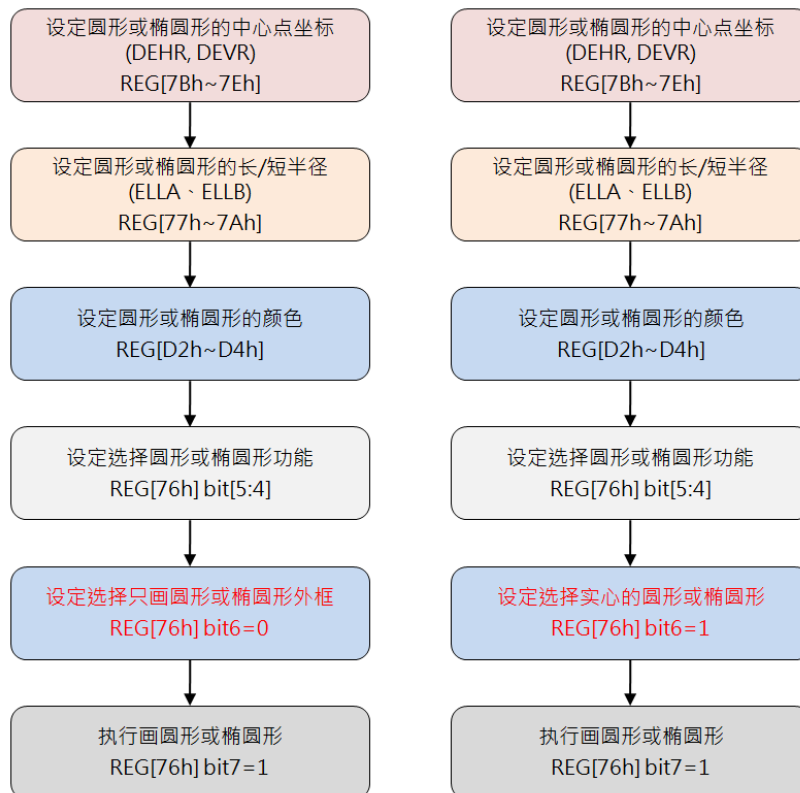 设定圆形或椭圆形的中心点坐标
(DEHR, DEVR)
REG[7Bh~7Eh]
设定圆形或椭圆形的长/短半径
(ELLA、ELLB)
REG[77h~7Ah]
设定圆形或椭圆形的颜色
REG[D2h~D4h]
设定选择圆形或椭圆形功能
REG[76h] bit[5:4]
设定选择只画圆形或椭圆形外框
REG[76h] bit6=0
执行画圆形或椭圆形
REG[76h] bit7=1
设定圆形或椭圆形的中心点坐标
(DEHR, DEVR)
REG[7Bh~7Eh]
设定圆形或椭圆形的长/短半径
(ELLA、ELLB)
REG[77h~7Ah]
设定圆形或椭圆形的颜色
REG[D2h~D4h]
设定选择圆形或椭圆形功能
REG[76h] bit[5:4]
设定选择实心的圆形或椭圆形
REG[76h] bit6=1
执行画圆形或椭圆形
REG[76h] bit7=1